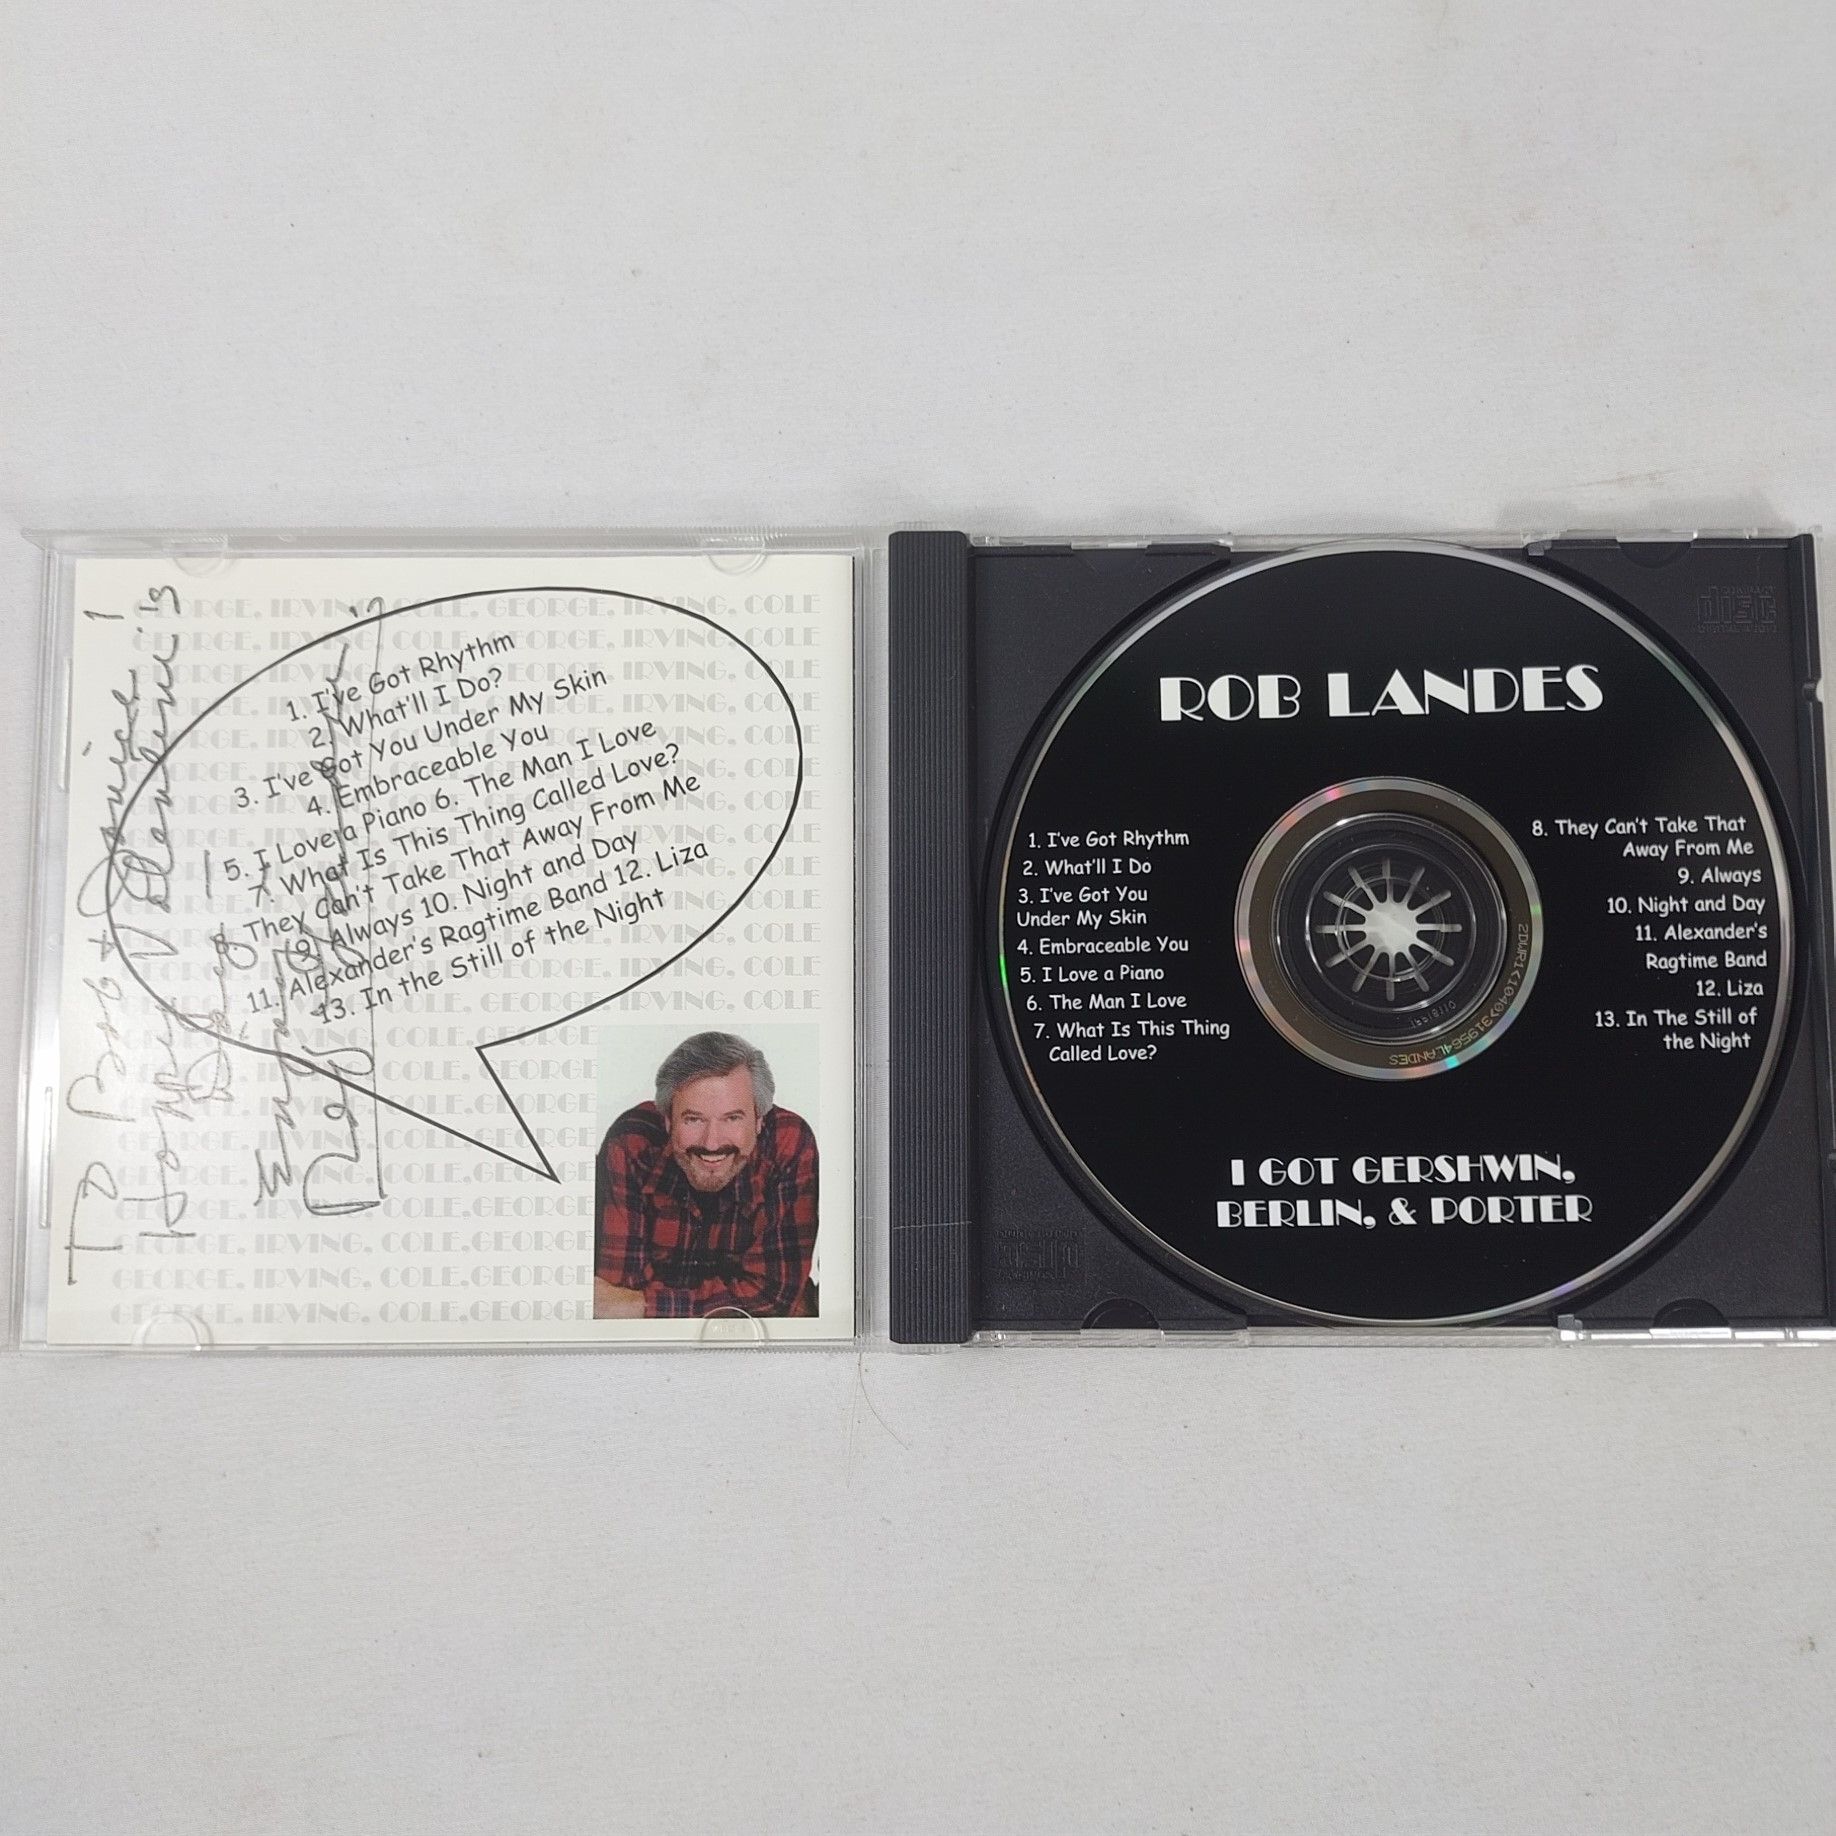 GEORGE, IRVING, COLE, GEORGE, IRVING, COLE
1. I've Got Rhythm
2. What'll I Do?
3. I've Got You Under My Skin
4. Embraceable You
5. I Love a Piano 6. The Man I Love
7. What Is This Thing Called Love?
8. They Can't Take That Away From Me
9. Always 10. Night and Day
11. Alexander's Ragtime Band 12. Liza
13. In the Still of the Night
To Bob +
ROB LANDES
1. I've Got Rhythm
2. What'll I Do
3. I've Got You
Under My Skin
4. Embraceable You
5. I Love a Piano
6. The Man I Love
7. What Is This Thing
Called Love?
8. They Can't Take That
Away From Me
9. Always
10. Night and Day
11. Alexander's
Ragtime Band
12. Liza
13. In The Still of
the Night
I GOT GERSHWIN,
BERLIN, & PORTER